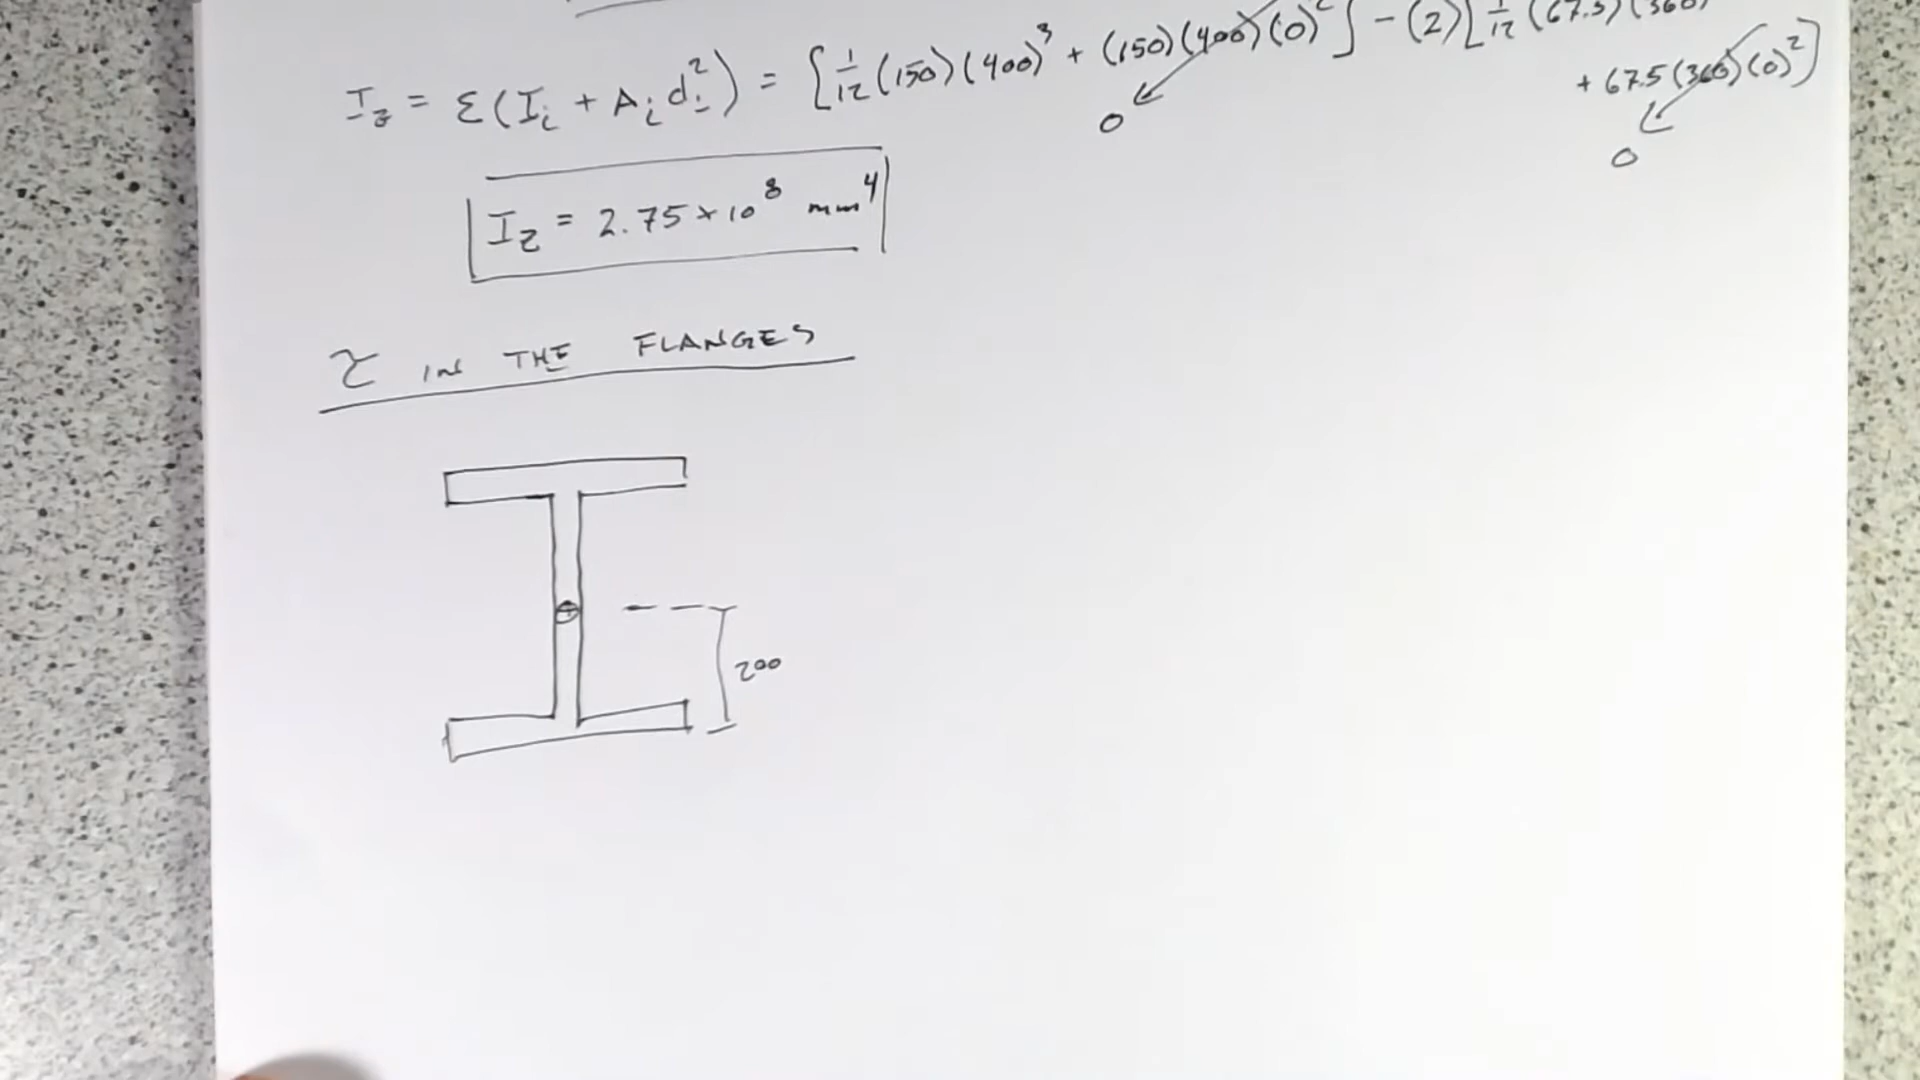 I_z = Σ(I_i + A_i d_i²) = [1/12 (150)(400)³ + (150)(400)(0)²] − (2)[1/12 (67.5)(360)
+ 67.5(360)(0)²]
0
0
I_z = 2.75×10⁸ mm⁴
τ IN THE FLANGES
200